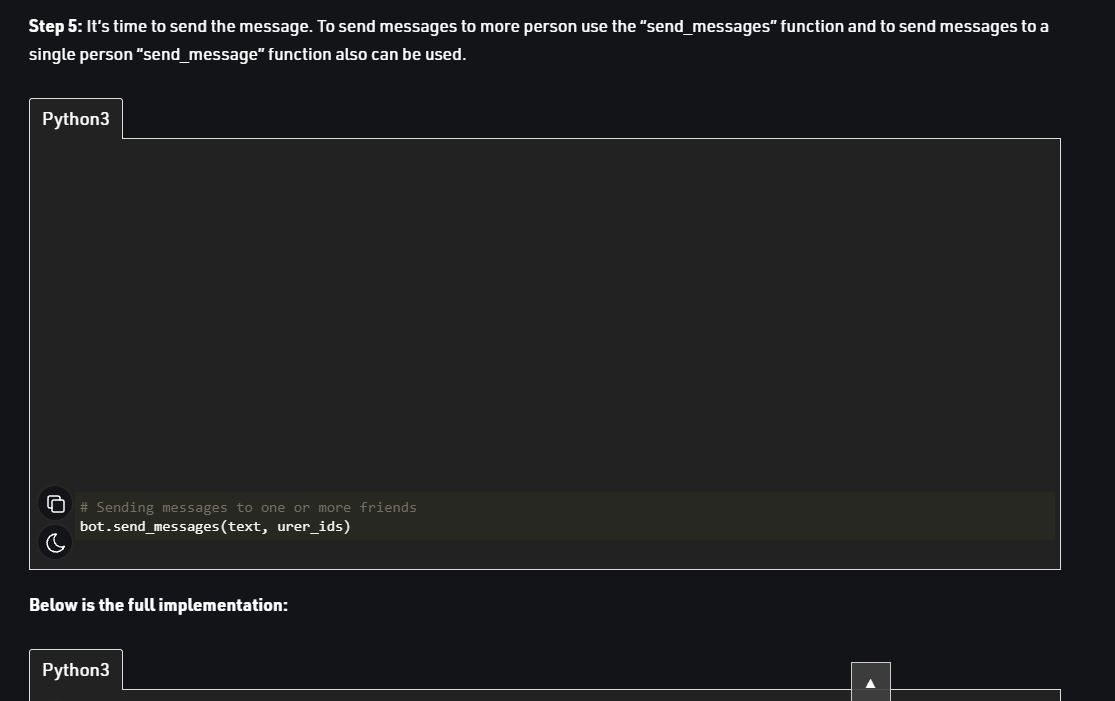 Step 5: It's time to send the message. To send messages to more person use the “send_messages” function and to send messages to a
single person “send_message” function also can be used.
Python3
# Sending messages to one or more friends
bot.send_messages(text, urer_ids)
Below is the full implementation:
Python3